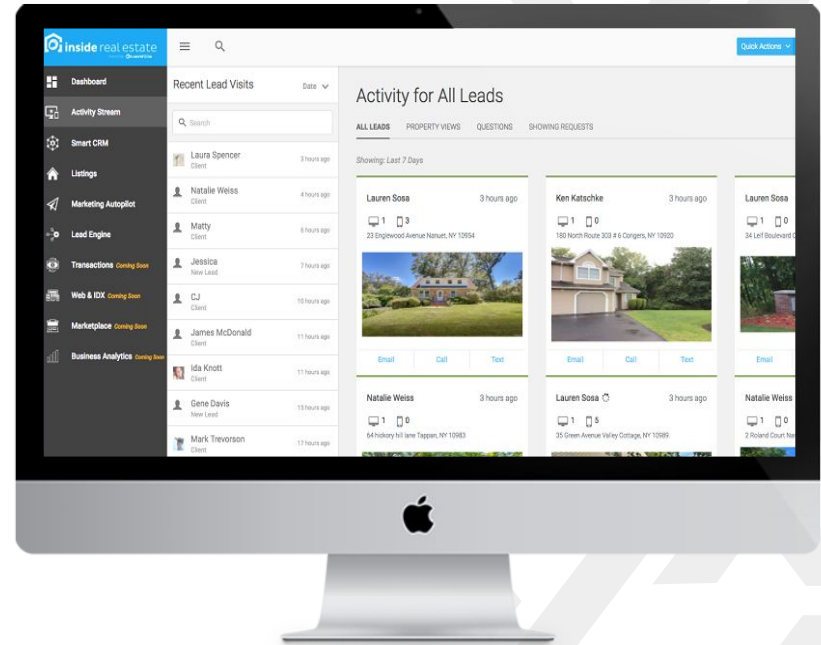 inside real estate
Quick Actions
Dashboard
Activity Stream
Smart CRM
Listings
Marketing Autopilot
Lead Engine
Transactions Coming Soon
Web & IDX Coming Soon
Marketplace Coming Soon
Business Analytics Coming Soon
Recent Lead Visits
Date
Search
Laura Spencer
3 hours ago
Client
Natalie Weiss
4 hours ago
Client
Matty
6 hours ago
Client
Jessica
7 hours ago
New Lead
CJ
10 hours ago
Client
James McDonald
11 hours ago
Client
Ida Knott
11 hours ago
Client
Gene Davis
15 hours ago
New Lead
Mark Trevorson
17 hours ago
Client
Activity for All Leads
ALL LEADS PROPERTY VIEWS QUESTIONS SHOWING REQUESTS
Showing: Last 7 Days
Lauren Sosa 3 hours ago
1 3
23 Englewood Avenue Nanuet, NY 10954
Email Call Text
Ken Katschke 3 hours ago
1 0
180 North Route 303 # 6 Congers, NY 10920
Email Call Text
Lauren Sosa
1 0
34 Leif Boulevard
Email
Natalie Weiss 3 hours ago
1 0
64 hickory hill lane Tappan, NY 10983
Lauren Sosa 3 hours ago
1 5
35 Green Avenue Valley Cottage, NY 10989
Natalie Weiss
1 0
2 Roland Court